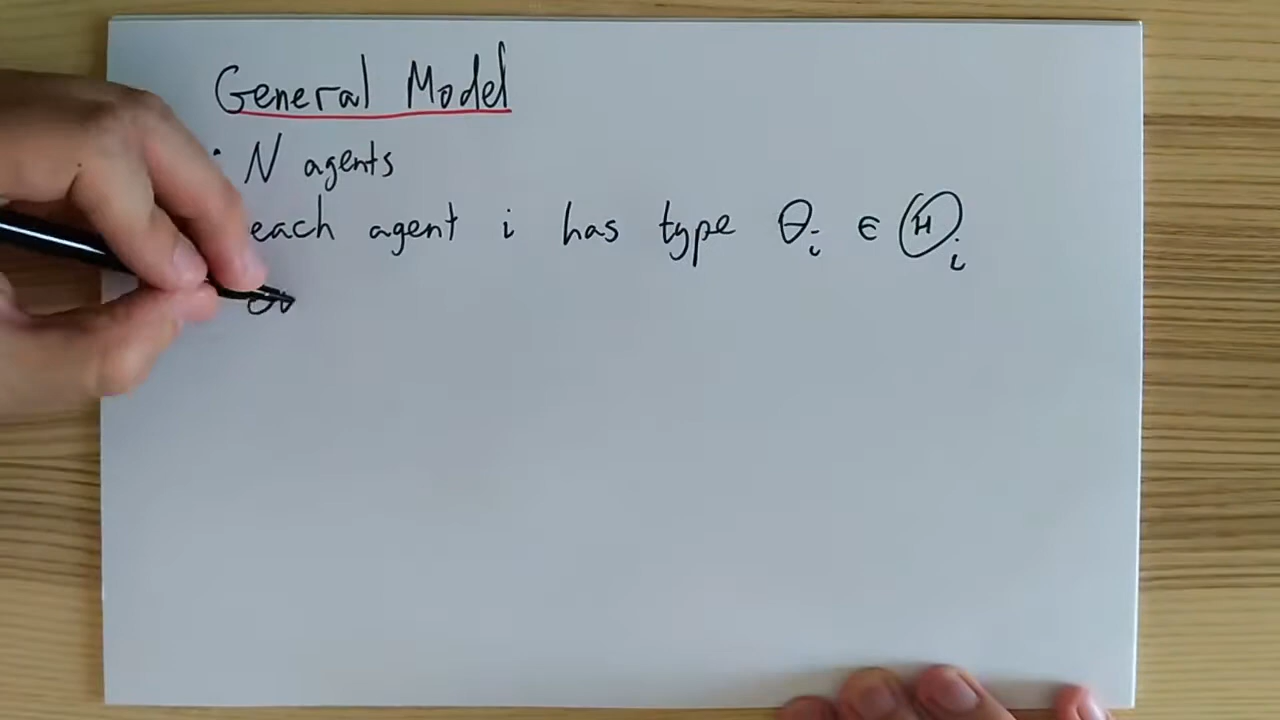 General Model
· N agents
each agent i has type θᵢ ∈ Θᵢ